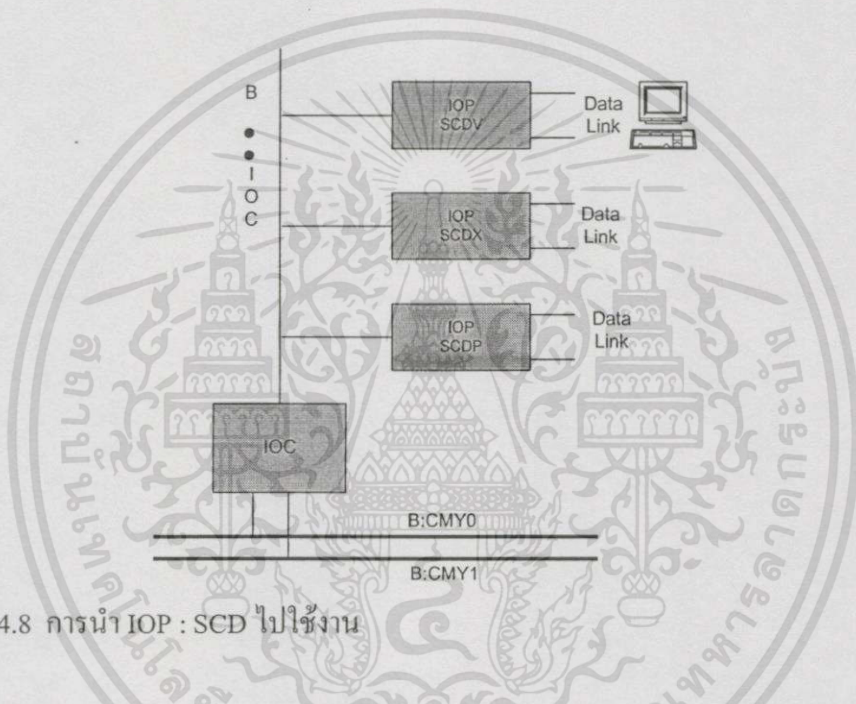 B
●
●
I
O
C
IOP
SCDV
Data
Link
IOP
SCDX
Data
Link
IOP
SCDP
Data
Link
IOC
B:CMY0
B:CMY1
4.8 การนำ IOP : SCD ไปใช้งาน